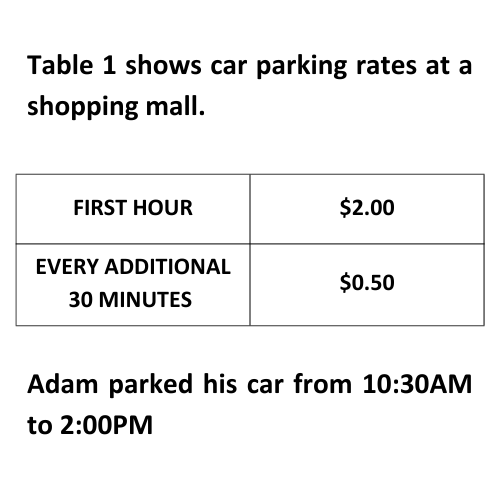 Table 1 shows car parking rates at a
shopping mall.
FIRST HOUR
$2.00
EVERY ADDITIONAL
30 MINUTES
$0.50
Adam parked his car from 10:30AM
to 2:00PM